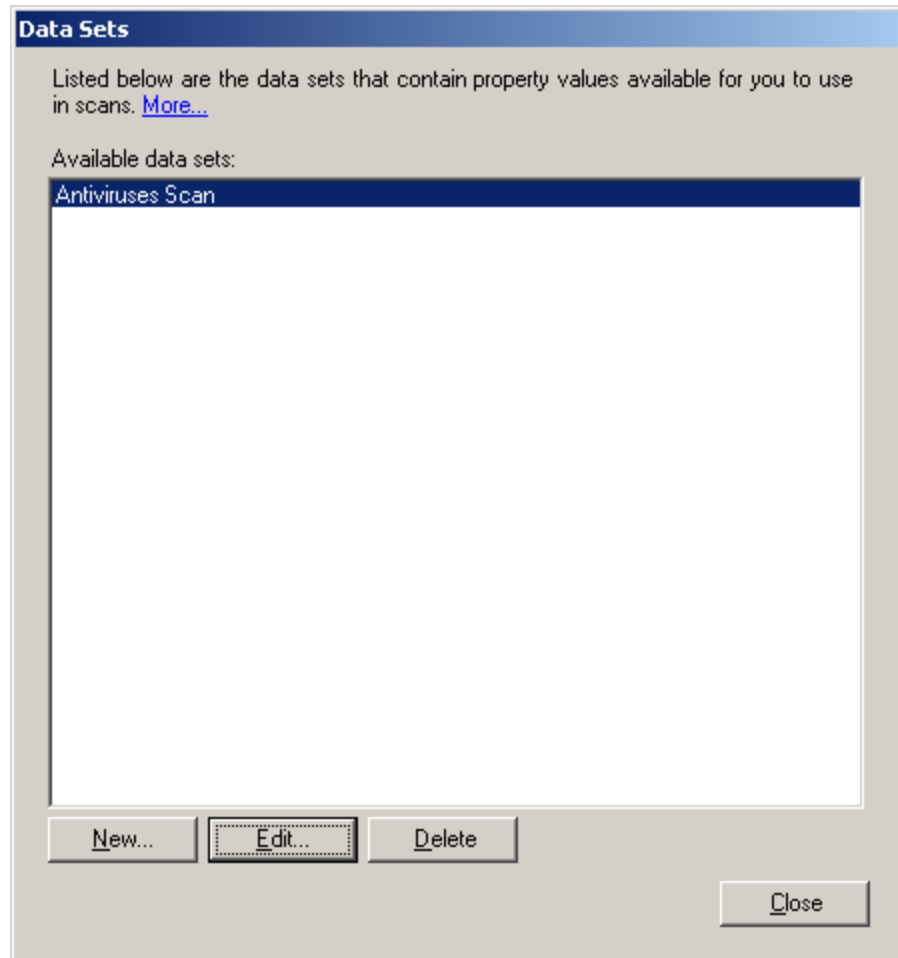 Data Sets
Listed below are the data sets that contain property values available for you to use
in scans. More...
Available data sets:
Antiviruses Scan
New... Edit... Delete
Close